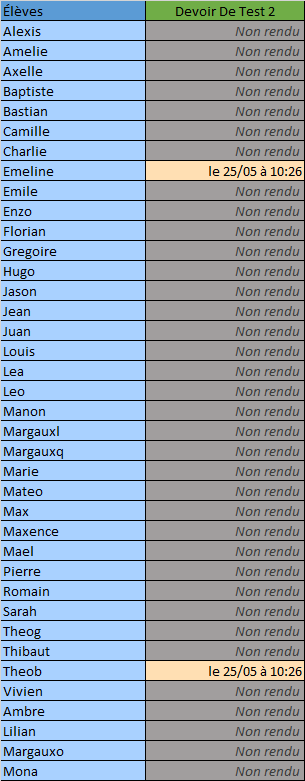 Élèves Devoir De Test 2
Alexis Non rendu
Amelie Non rendu
Axelle Non rendu
Baptiste Non rendu
Bastian Non rendu
Camille Non rendu
Charlie Non rendu
Emeline le 25/05 à 10:26
Emile Non rendu
Enzo Non rendu
Florian Non rendu
Gregoire Non rendu
Hugo Non rendu
Jason Non rendu
Jean Non rendu
Juan Non rendu
Louis Non rendu
Lea Non rendu
Leo Non rendu
Manon Non rendu
Margauxl Non rendu
Margauxq Non rendu
Marie Non rendu
Mateo Non rendu
Max Non rendu
Maxence Non rendu
Mael Non rendu
Pierre Non rendu
Romain Non rendu
Sarah Non rendu
Theog Non rendu
Thibaut Non rendu
Theob le 25/05 à 10:26
Vivien Non rendu
Ambre Non rendu
Lilian Non rendu
Margauxo Non rendu
Mona Non rendu